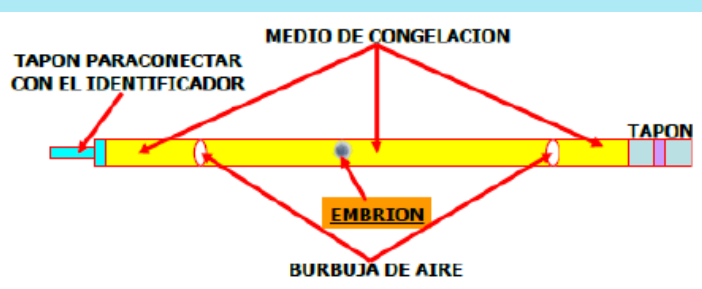 MEDIO DE CONGELACION
TAPON PARACONECTAR
CON EL IDENTIFICADOR
TAPON
EMBRION
BURBUJA DE AIRE